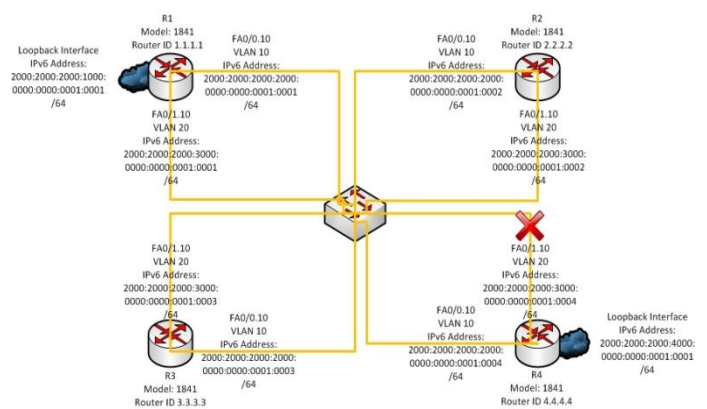 R1
Model: 1841
Router ID 1.1.1.1
Loopback Interface
IPv6 Address:
2000:2000:2000:1000:
0000:0000:0001:0001
/64
FA0/0.10
VLAN 10
IPv6 Address:
2000:2000:2000:2000:
0000:0000:0001:0001
/64
FA0/1.10
VLAN 20
IPv6 Address:
2000:2000:2000:3000:
0000:0000:0001:0001
/64
R2
Model: 1841
Router ID 2.2.2.2
FA0/0.10
VLAN 10
IPv6 Address:
2000:2000:2000:2000:
0000:0000:0001:0002
/64
FA0/1.10
VLAN 20
IPv6 Address:
2000:2000:2000:3000:
0000:0000:0001:0002
/64
FA0/1.10
VLAN 20
IPv6 Address:
2000:2000:2000:3000:
0000:0000:0001:0003
/64
FA0/0.10
VLAN 10
IPv6 Address:
2000:2000:2000:2000:
0000:0000:0001:0003
/64
R3
Model: 1841
Router ID 3.3.3.3
FA0/1.10
VLAN 20
IPv6 Address:
2000:2000:2000:3000:
0000:0000:0001:0004
/64
FA0/0.10
VLAN 10
IPv6 Address:
2000:2000:2000:2000:
0000:0000:0001:0004
/64
Loopback Interface
IPv6 Address:
2000:2000:2000:4000:
0000:0000:0001:0001
/64
R4
Model: 1841
Router ID 4.4.4.4